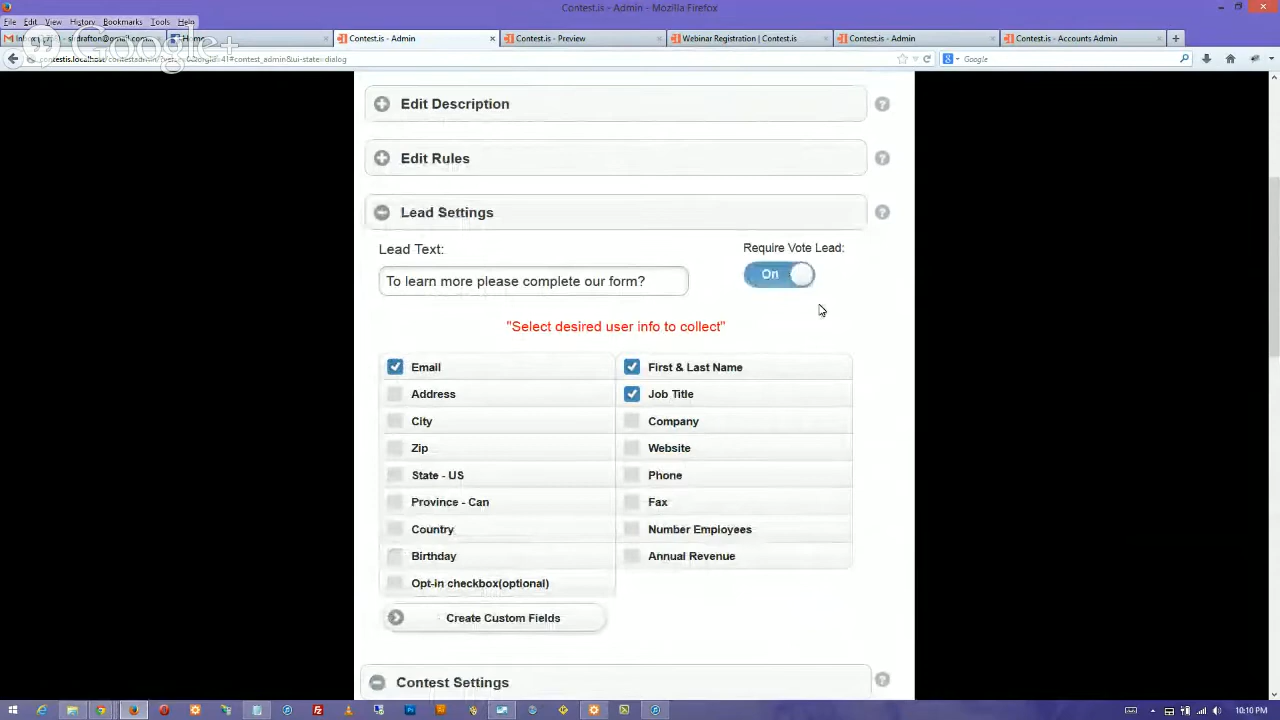 Contest.is - Admin - Mozilla Firefox
File Edit View History Bookmarks Tools Help
Google+
Contest.is - Admin
Contest.is - Preview
Webinar Registration | Contest.is
Contest.is - Admin
Contest.is - Accounts Admin
Google
Edit Description
Edit Rules
Lead Settings
Lead Text:
Require Vote Lead:
To learn more please complete our form?
On
"Select desired user info to collect"
Email
First & Last Name
Address
Job Title
City
Company
Zip
Website
State - US
Phone
Province - Can
Fax
Country
Number Employees
Birthday
Annual Revenue
Opt-in checkbox(optional)
Create Custom Fields
Contest Settings
10:10 PM